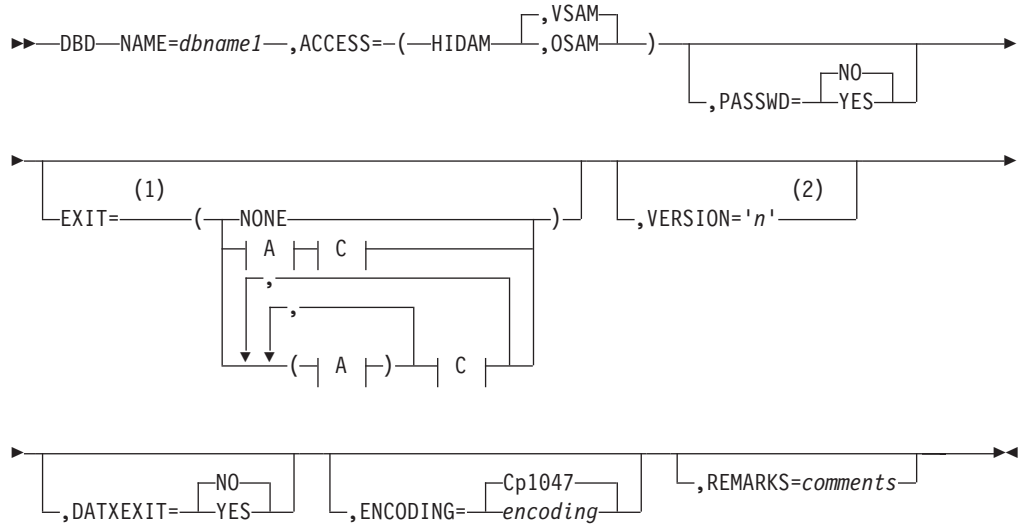 ,VSAM
DBD NAME=dbname1 ,ACCESS= ( HIDAM ,OSAM )
NO
,PASSWD= YES
(1) (2)
EXIT= ( NONE ) ,VERSION='n'
A C
,
,
( A ) C
NO Cp1047 ,REMARKS=comments
,DATXEXIT= YES ,ENCODING= encoding